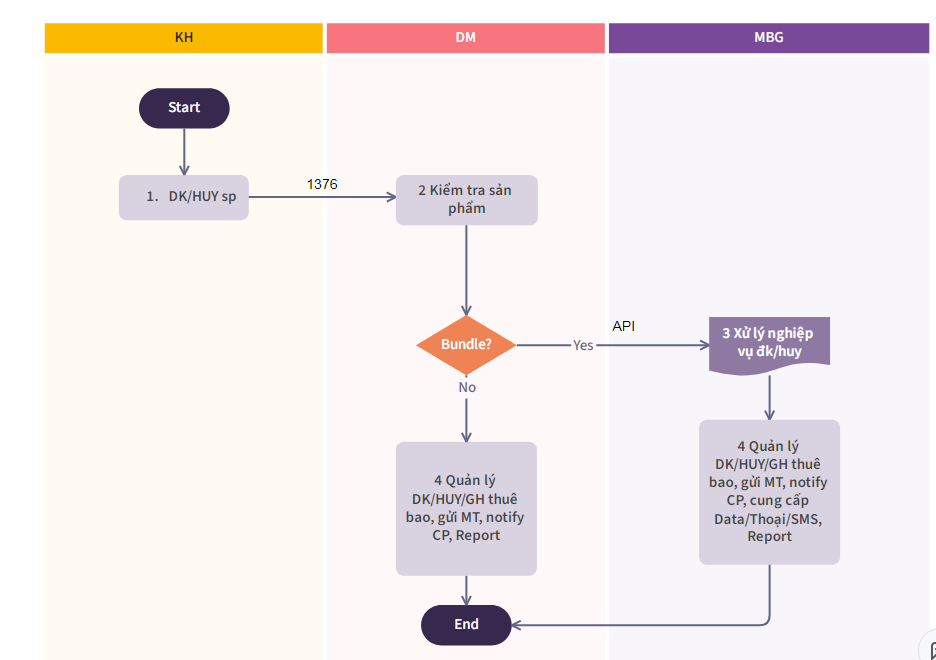 KH
DM
MBG
Start
1. DK/HUY sp
1376
2 Kiểm tra sản
phẩm
Bundle?
Yes
API
3 Xử lý nghiệp
vụ đk/huy
No
4 Quản lý
DK/HUY/GH thuê
bao, gửi MT, notify
CP, Report
4 Quản lý
DK/HUY/GH thuê
bao, gửi MT, notify
CP, cung cấp
Data/Thoại/SMS,
Report
End